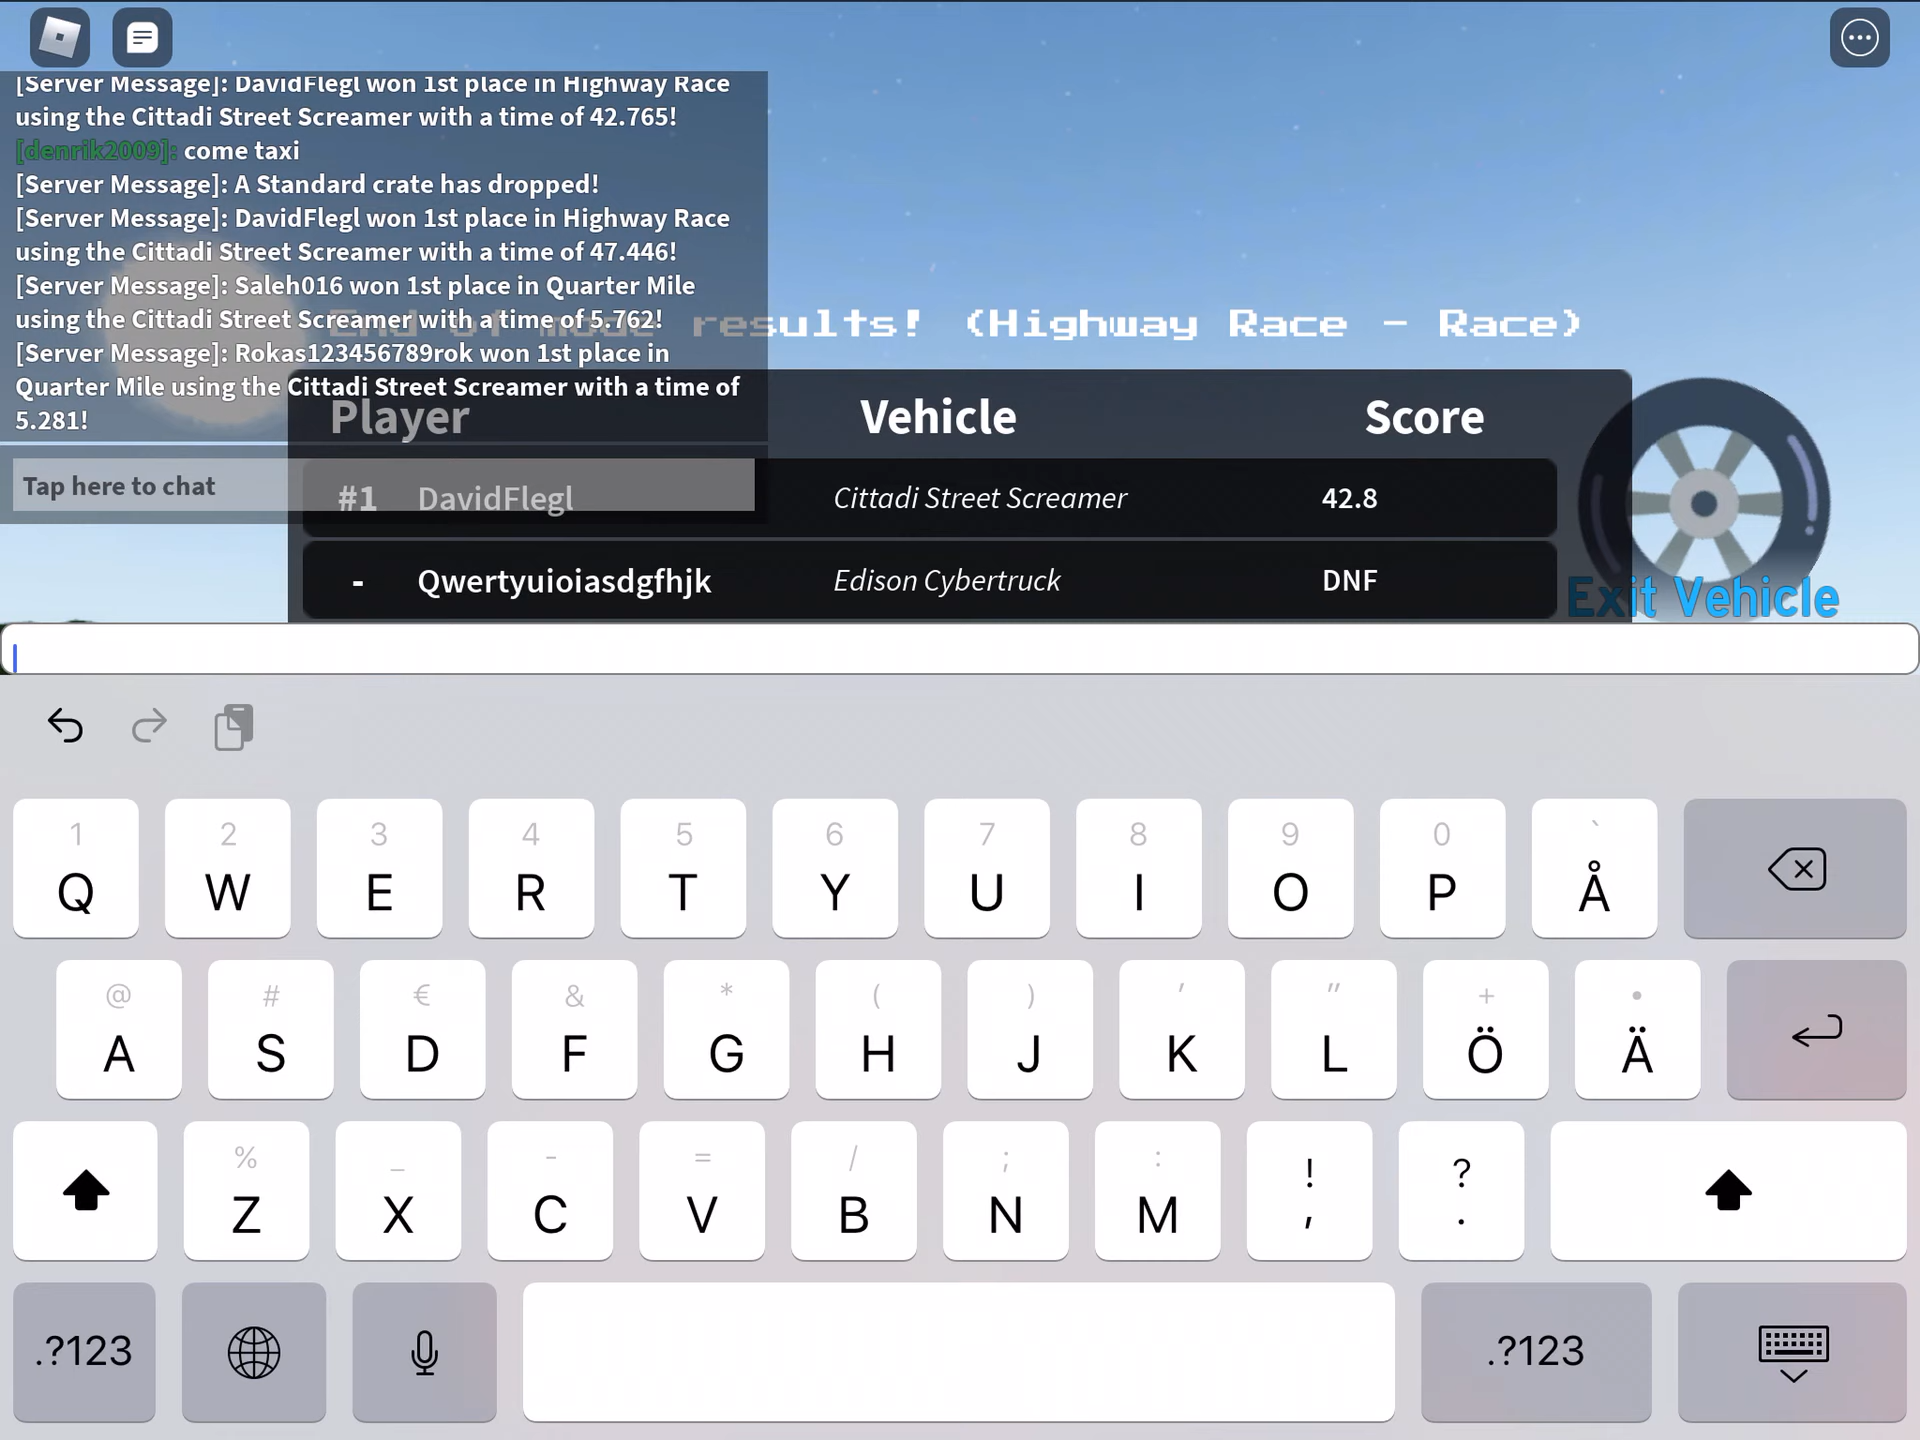 [Server Message]: DavidFlegl won 1st place in Highway Race
using the Cittadi Street Screamer with a time of 42.765!
[denrik2009]: come taxi
[Server Message]: A Standard crate has dropped!
[Server Message]: DavidFlegl won 1st place in Highway Race
using the Cittadi Street Screamer with a time of 47.446!
[Server Message]: Saleh016 won 1st place in Quarter Mile
using the Cittadi Street Screamer with a time of 5.762!
[Server Message]: Rokas123456789rok won 1st place in
Quarter Mile using the Cittadi Street Screamer with a time of
5.281!
Tap here to chat
End of mode results! (Highway Race - Race)
Player Vehicle Score
#1 DavidFlegl Cittadi Street Screamer 42.8
- Qwertyuioiasdgfhjk Edison Cybertruck DNF
Exit Vehicle
1 2 3 4 5 6 7 8 9 0 `
Q W E R T Y U I O P Å
@ # € & * ( ) ' " + •
A S D F G H J K L Ö Ä
% _ - = / ; : ! ?
Z X C V B N M , .
.?123 .?123